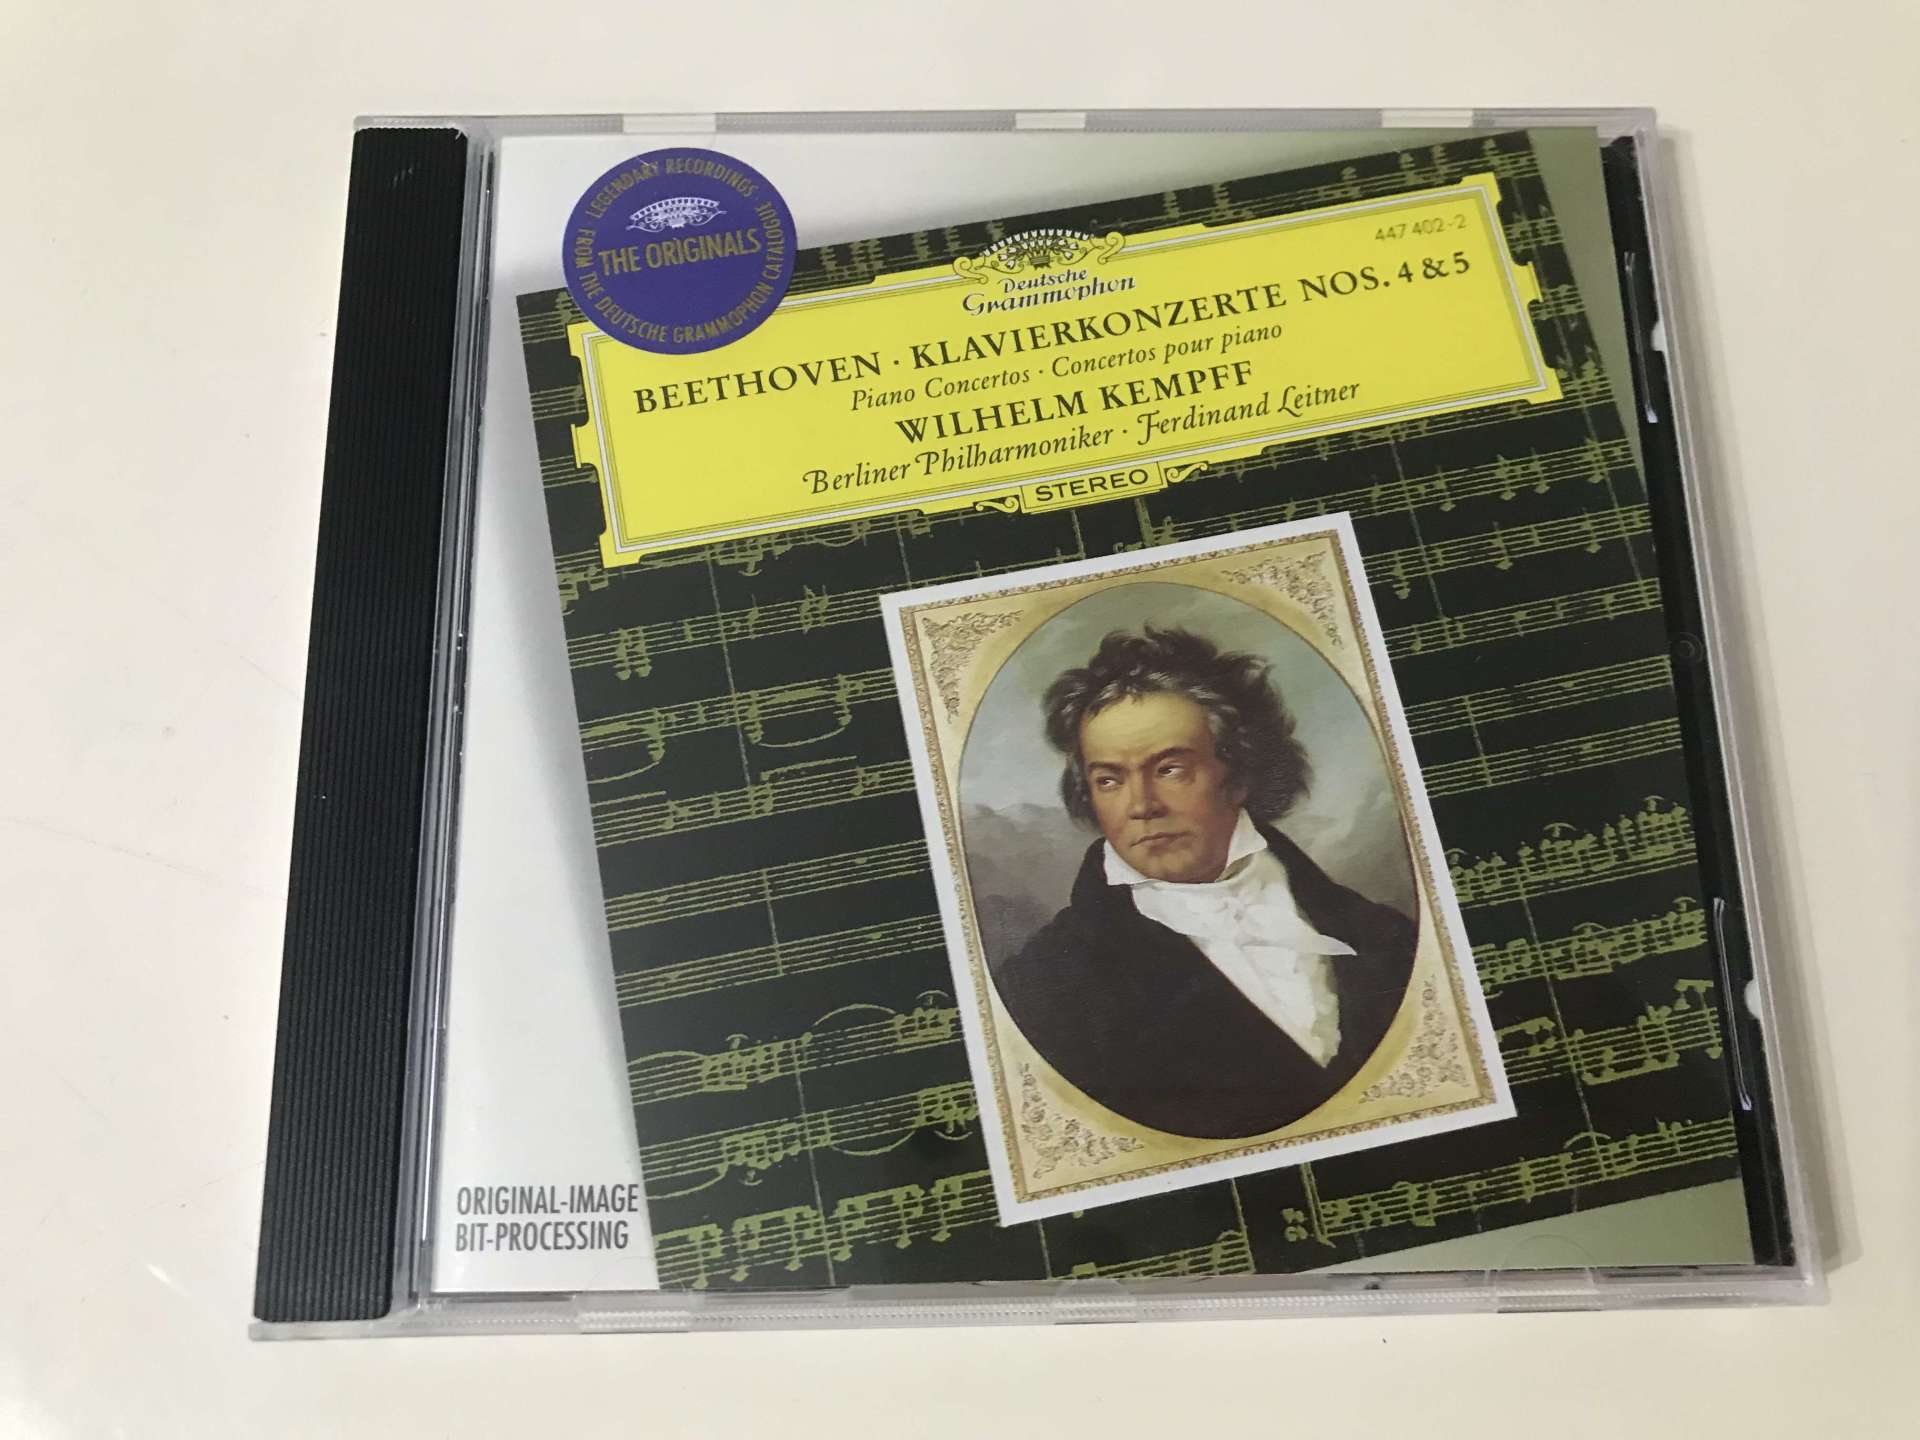 LEGENDARY RECORDINGS
FROM THE DEUTSCHE GRAMMOPHON CATALOGUE
THE ORIGINALS
447 402-2
Deutsche
Grammophon
BEETHOVEN · KLAVIERKONZERTE NOS. 4 & 5
Piano Concertos · Concertos pour piano
WILHELM KEMPFF
Berliner Philharmoniker · Ferdinand Leitner
STEREO
ORIGINAL-IMAGE
BIT-PROCESSING